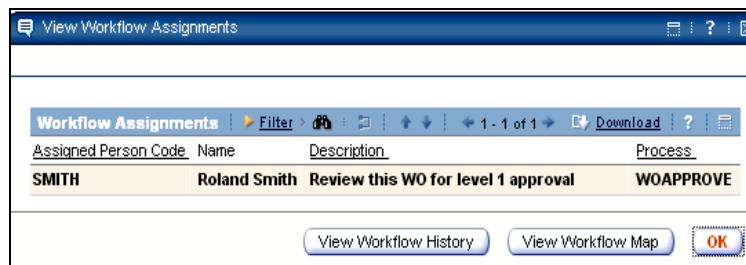 View Workflow Assignments ?
Workflow Assignments Filter 1 - 1 of 1 Download ?
Assigned Person Code Name Description Process
SMITH Roland Smith Review this WO for level 1 approval WOAPPROVE
View Workflow History View Workflow Map OK